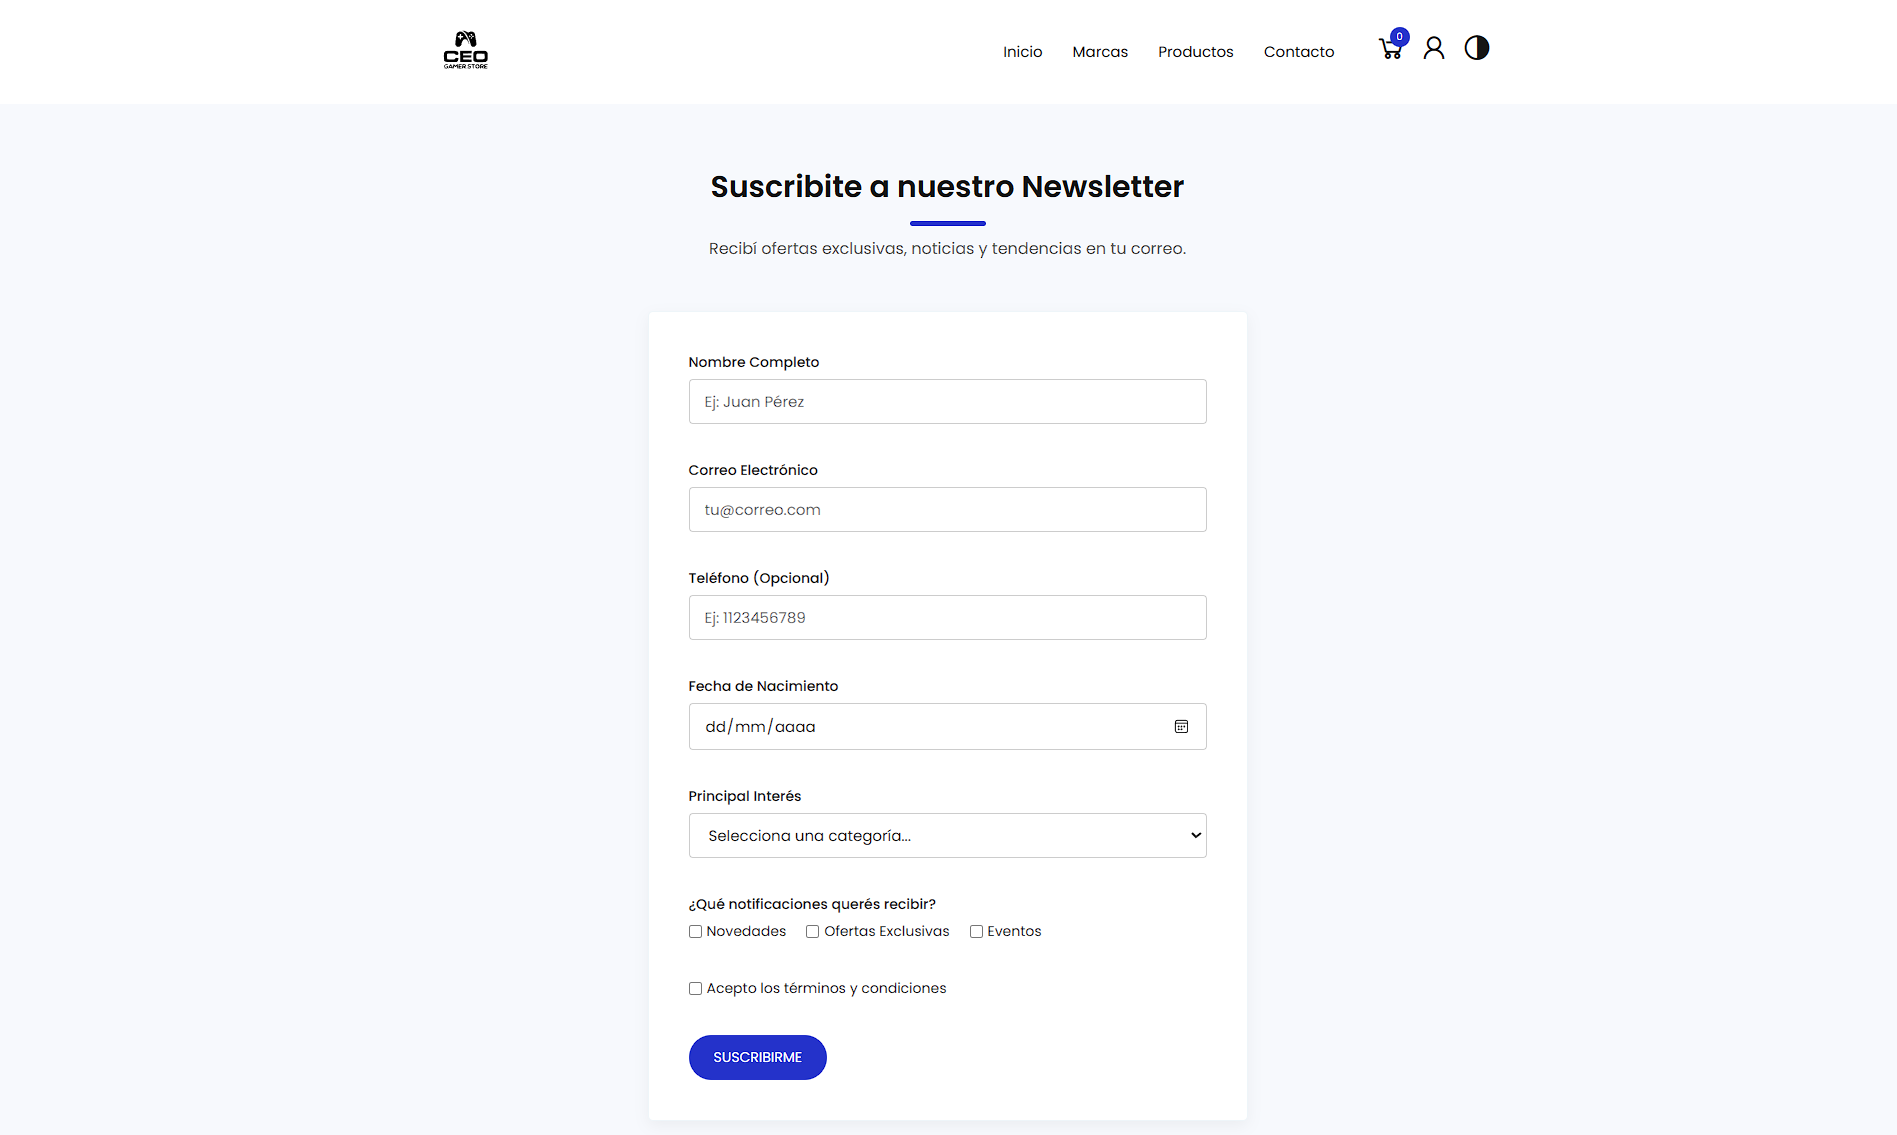 CEO
GAMER STORE
Inicio Marcas Productos Contacto 0
Suscribite a nuestro Newsletter
Recibí ofertas exclusivas, noticias y tendencias en tu correo.
Nombre Completo
Ej: Juan Pérez
Correo Electrónico
tu@correo.com
Teléfono (Opcional)
Ej: 1123456789
Fecha de Nacimiento
dd/mm/aaaa
Principal Interés
Selecciona una categoría...
¿Qué notificaciones querés recibir?
Novedades Ofertas Exclusivas Eventos
Acepto los términos y condiciones
SUSCRIBIRME